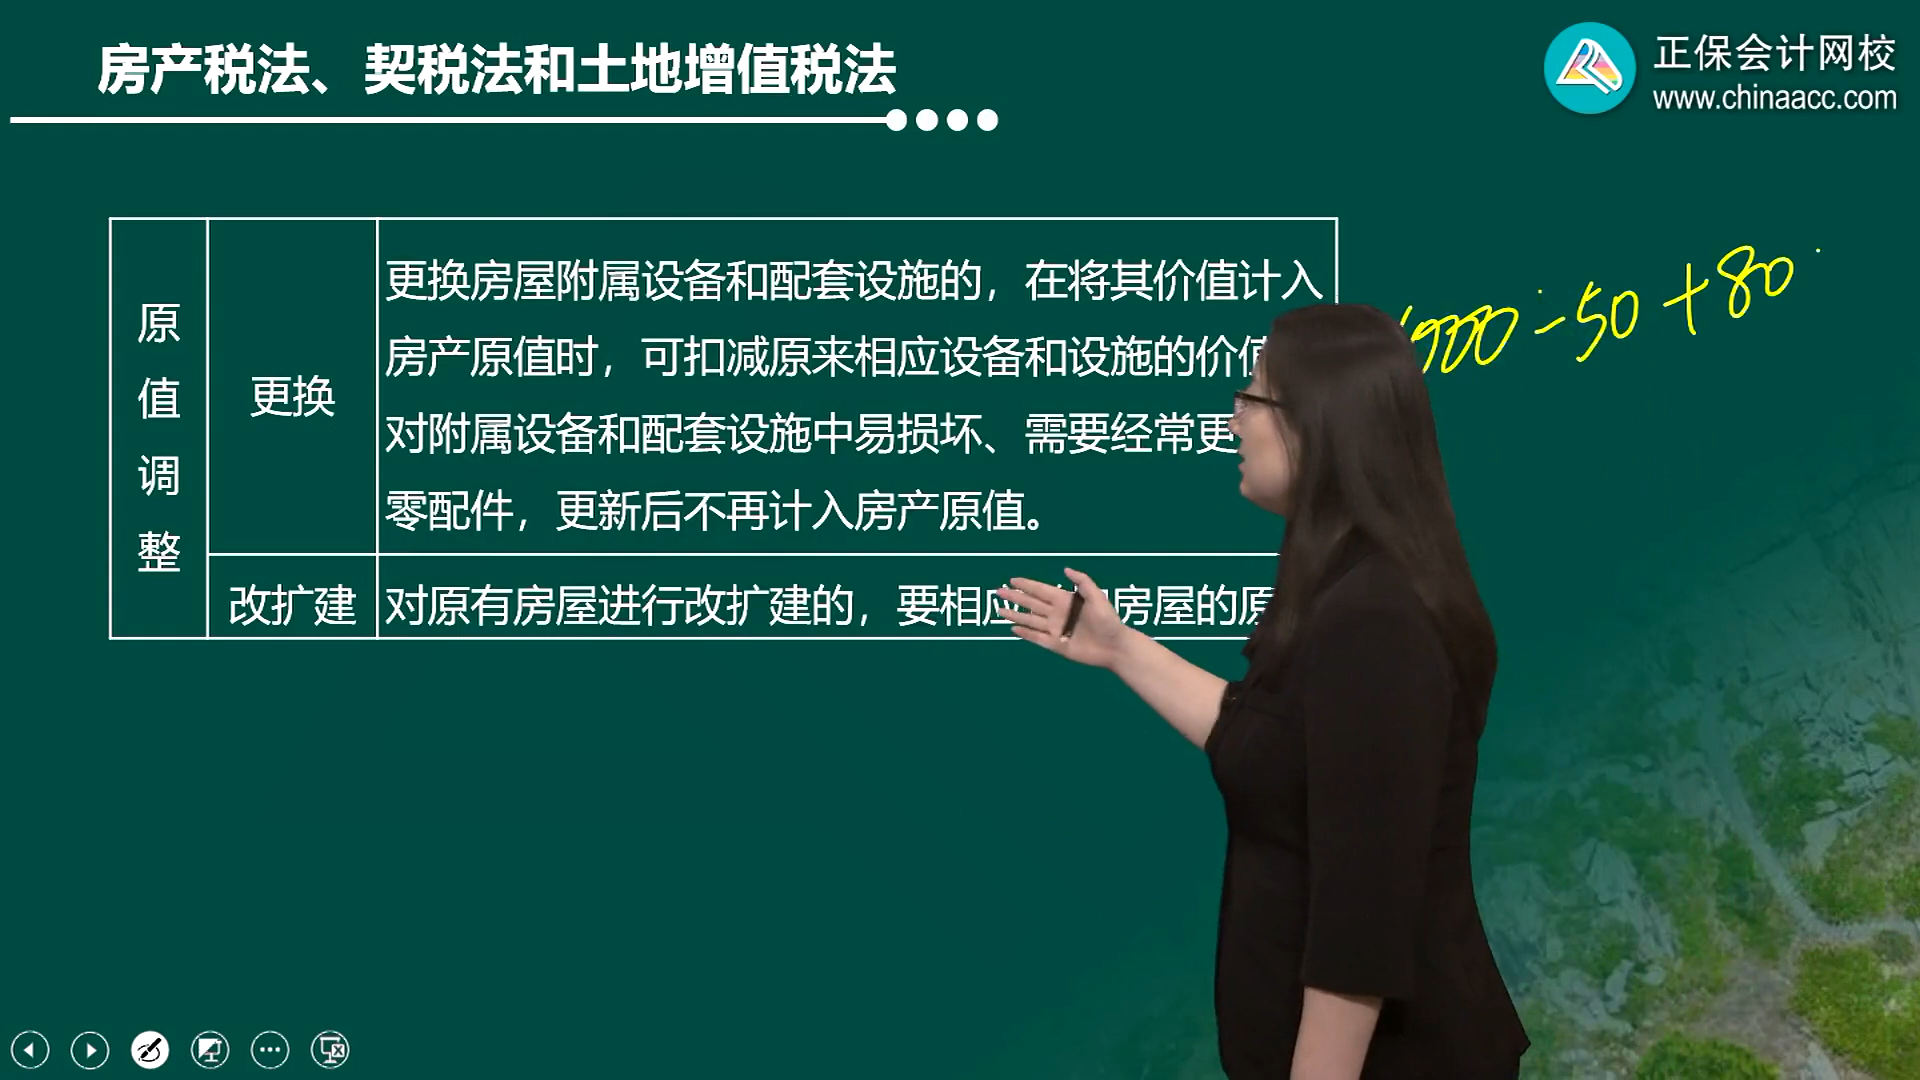 房产税法、契税法和土地增值税法
正保会计网校
www.chinaacc.com
原值调整
更换
更换房屋附属设备和配套设施的，在将其价值计入
房产原值时，可扣减原来相应设备和设施的价值
对附属设备和配套设施中易损坏、需要经常更
零配件，更新后不再计入房产原值。
改扩建
对原有房屋进行改扩建的，要相应 房屋的原
000-50+80